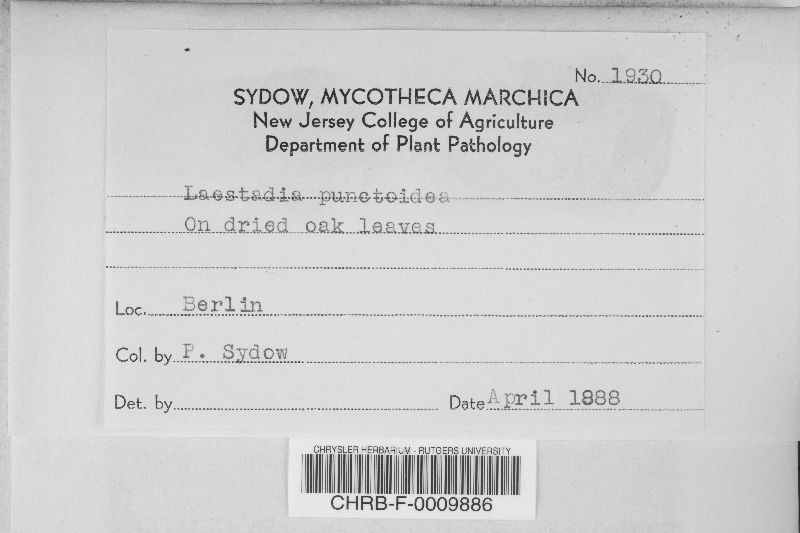 No. 1930
SYDOW, MYCOTHECA MARCHICA
New Jersey College of Agriculture
Department of Plant Pathology
Laestadia punctoidea
On dried oak leaves
Loc. Berlin
Col. by P. Sydow
Det. by
Date April 1888
CHRYSLER HERBARIUM - RUTGERS UNIVERSITY
CHRB-F-0009886